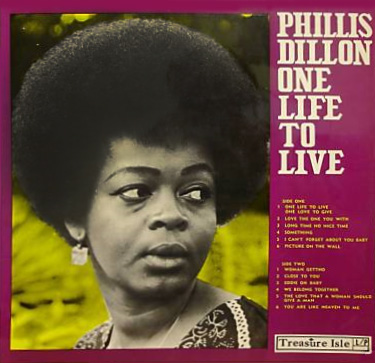 PHILLIS
DILLON
ONE
LIFE
TO
LIVE
SIDE ONE
1 ONE LIFE TO LIVE
ONE LOVE TO GIVE
2 LOVE THE ONE YOU WITH
3 LONG TIME NO NICE TIME
4 SOMETHING
5 I CAN'T FORGET ABOUT YOU BABY
6 PICTURE ON THE WALL
SIDE TWO
1 WOMAN GETTHO
2 CLOSE TO YOU
3 EDDIE OH BABY
4 WE BELONG TOGETHER
5 THE LOVE THAT A WOMAN SHOULD
GIVE A MAN
6 YOU ARE LIKE HEAVEN TO ME
Treasure Isle L/P